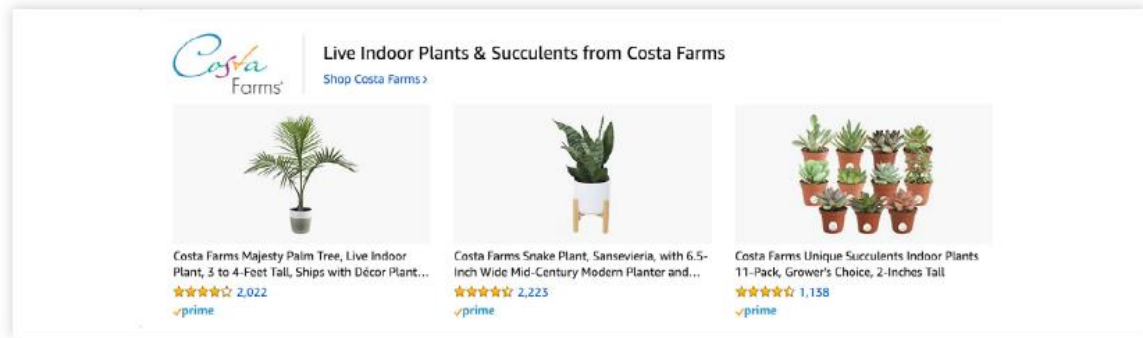 Costa
Farms
Live Indoor Plants & Succulents from Costa Farms
Shop Costa Farms ›
Costa Farms Majesty Palm Tree, Live Indoor
Plant, 3 to 4-Feet Tall, Ships with Décor Plant...
2,022
prime
Costa Farms Snake Plant, Sansevieria, with 6.5-
Inch Wide Mid-Century Modern Planter and...
2,223
prime
Costa Farms Unique Succulents Indoor Plants
11-Pack, Grower's Choice, 2-Inches Tall
1,138
prime